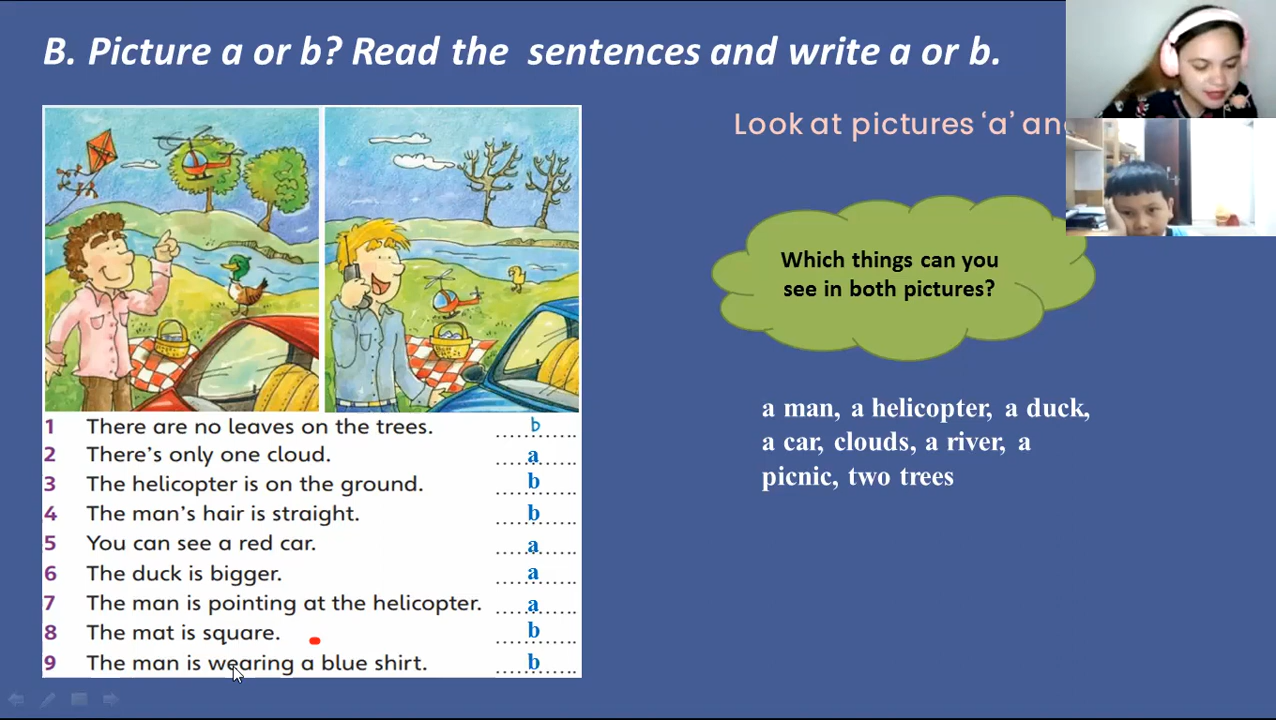 B. Picture a or b? Read the sentences and write a or b.
Look at pictures ‘a’ and
Which things can you
see in both pictures?
a man, a helicopter, a duck,
a car, clouds, a river, a
picnic, two trees
1 There are no leaves on the trees. b
2 There's only one cloud. a
3 The helicopter is on the ground. b
4 The man's hair is straight. b
5 You can see a red car. a
6 The duck is bigger. a
7 The man is pointing at the helicopter. a
8 The mat is square. b
9 The man is wearing a blue shirt. b